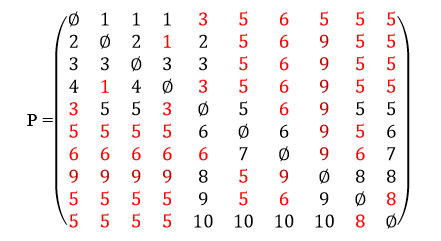 ∅ 1 1 1 3 5 6 5 5 5
2 ∅ 2 1 2 5 6 9 5 5
3 3 ∅ 3 3 5 6 9 5 5
4 1 4 ∅ 3 5 6 9 5 5
P = 3 5 5 3 ∅ 5 6 9 5 5
5 5 5 5 6 ∅ 6 9 5 6
6 6 6 6 6 7 ∅ 9 6 7
9 9 9 9 8 5 9 ∅ 8 8
5 5 5 5 9 5 6 9 ∅ 8
5 5 5 5 10 10 10 10 8 ∅